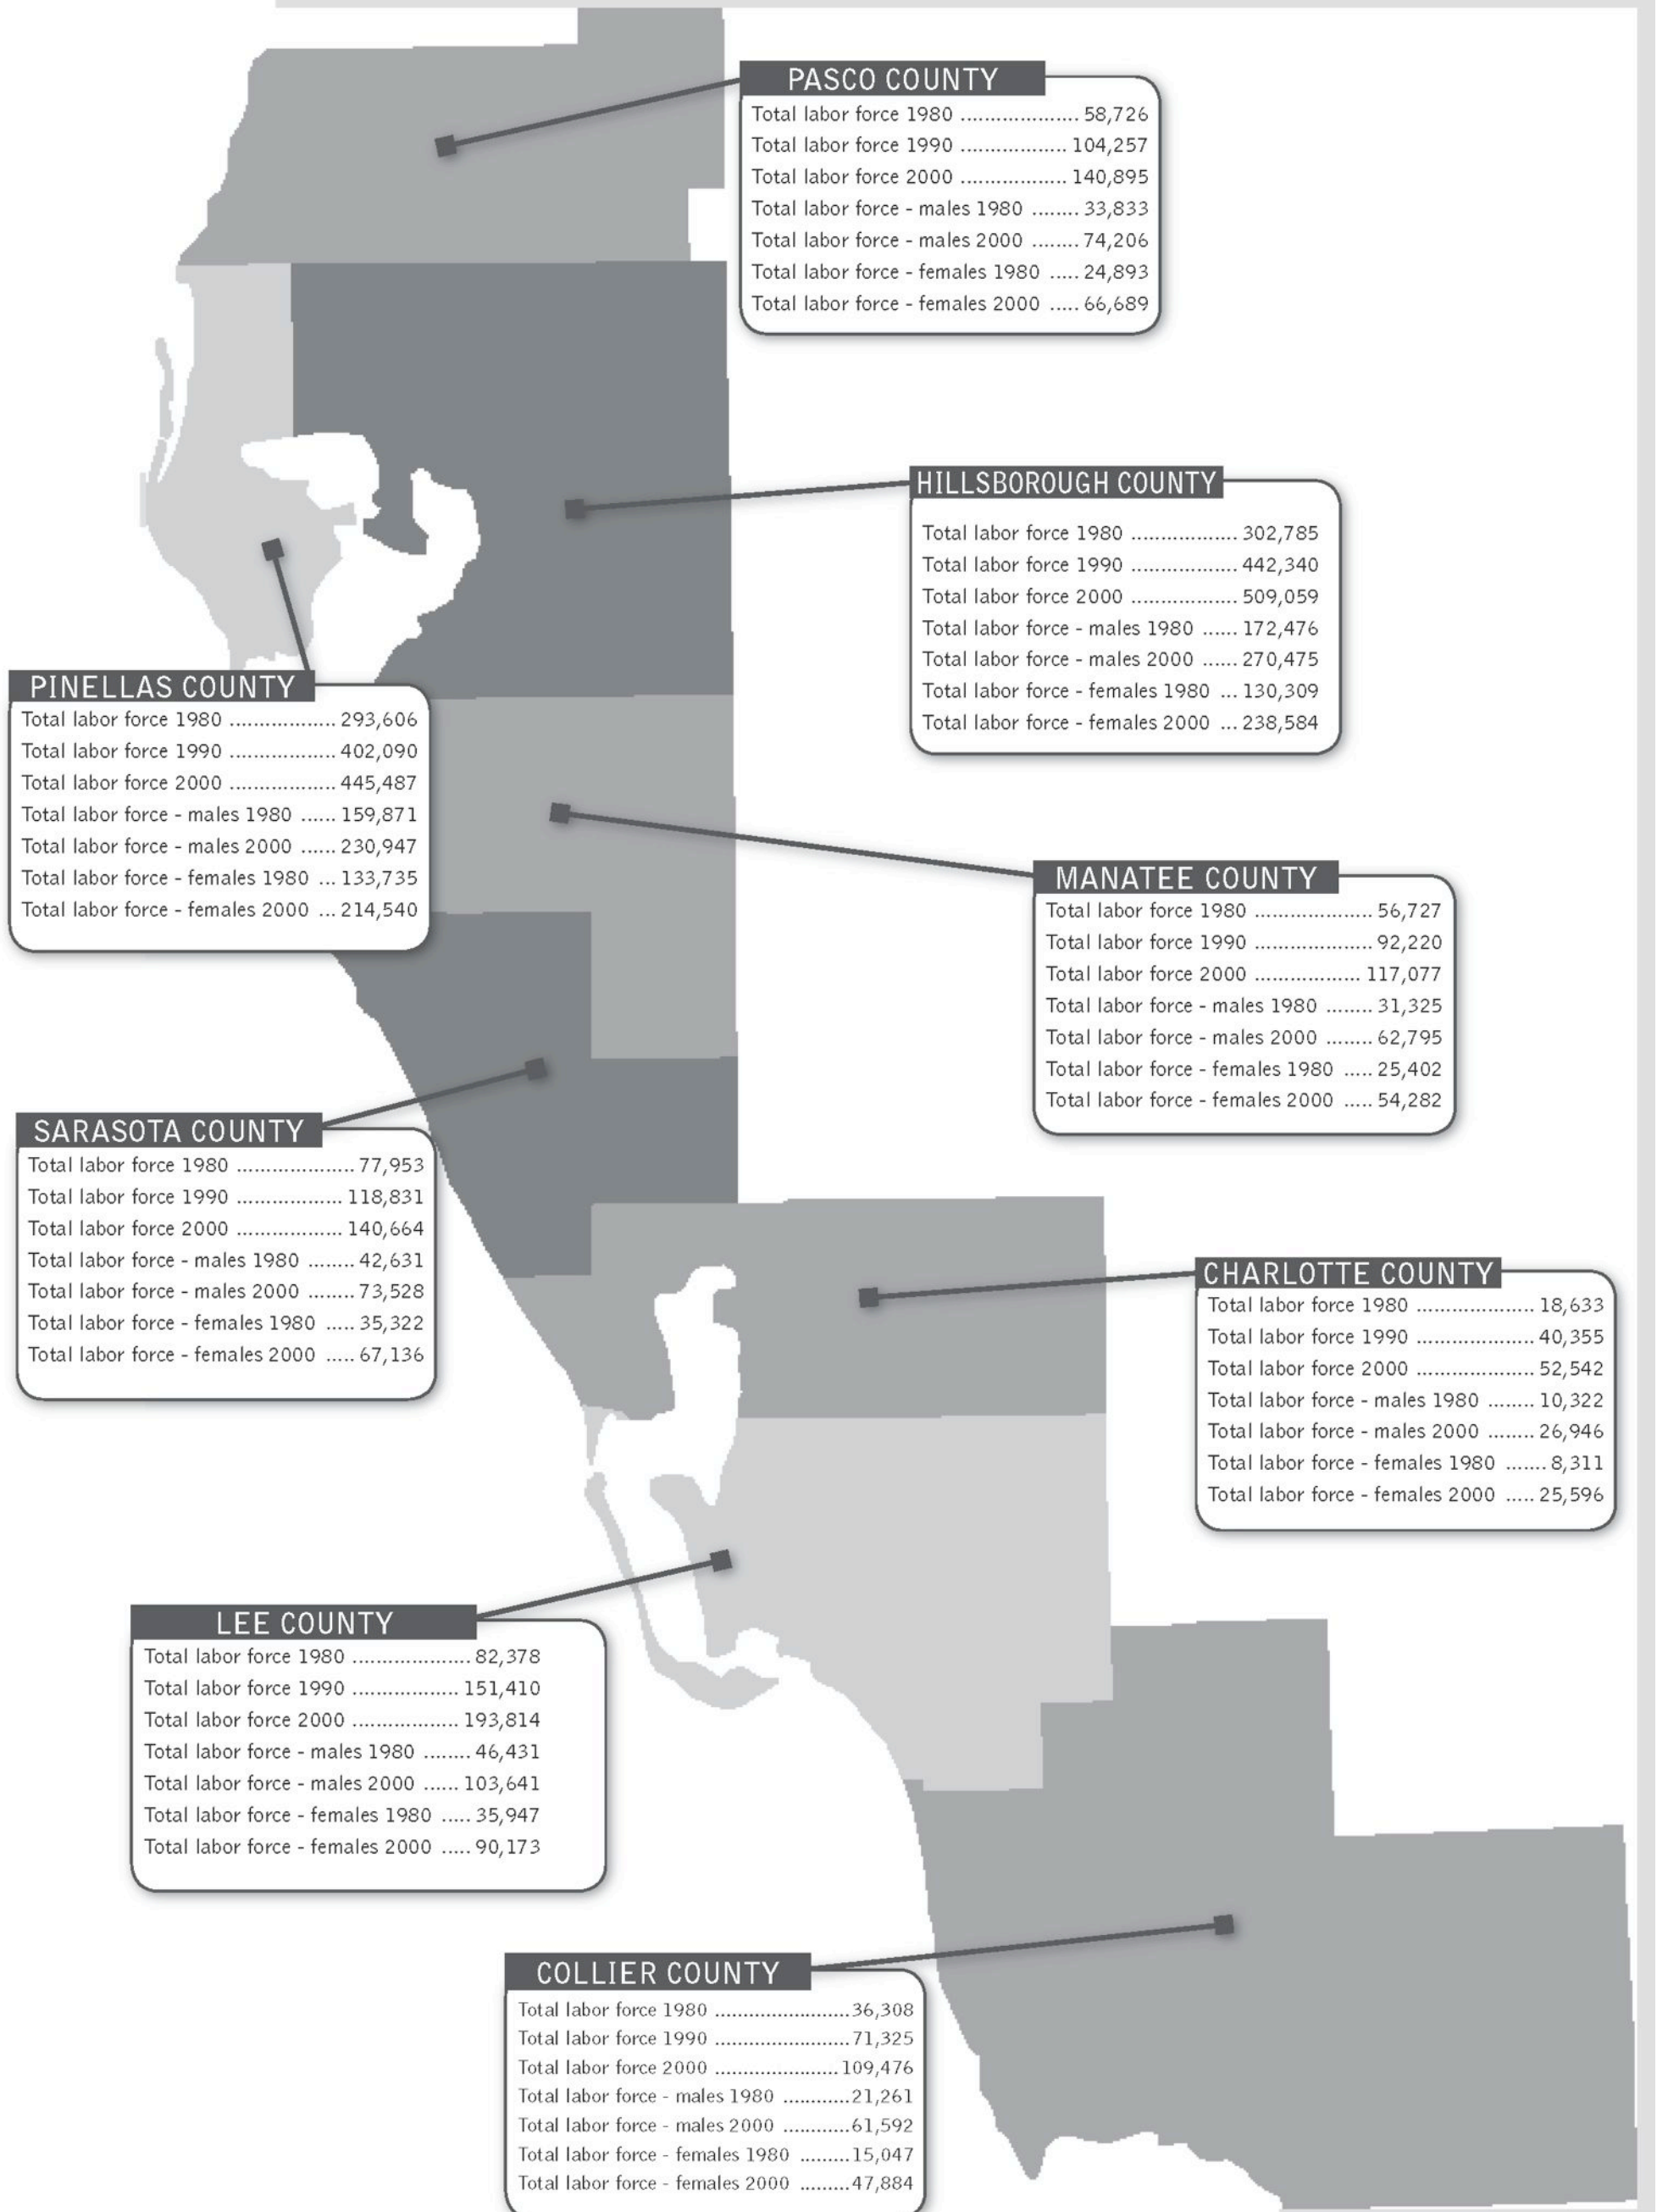 PASCO COUNTY
Total labor force 1980 .................... 58,726
Total labor force 1990 .................. 104,257
Total labor force 2000 .................. 140,895
Total labor force - males 1980 ........ 33,833
Total labor force - males 2000 ........ 74,206
Total labor force - females 1980 ..... 24,893
Total labor force - females 2000 ..... 66,689
HILLSBOROUGH COUNTY
Total labor force 1980 .................. 302,785
Total labor force 1990 .................. 442,340
Total labor force 2000 .................. 509,059
Total labor force - males 1980 ...... 172,476
Total labor force - males 2000 ...... 270,475
Total labor force - females 1980 ... 130,309
Total labor force - females 2000 ... 238,584
PINELLAS COUNTY
Total labor force 1980 .................. 293,606
Total labor force 1990 .................. 402,090
Total labor force 2000 .................. 445,487
Total labor force - males 1980 ...... 159,871
Total labor force - males 2000 ...... 230,947
Total labor force - females 1980 ... 133,735
Total labor force - females 2000 ... 214,540
MANATEE COUNTY
Total labor force 1980 .................... 56,727
Total labor force 1990 .................... 92,220
Total labor force 2000 .................. 117,077
Total labor force - males 1980 ........ 31,325
Total labor force - males 2000 ........ 62,795
Total labor force - females 1980 ..... 25,402
Total labor force - females 2000 ..... 54,282
SARASOTA COUNTY
Total labor force 1980 .................... 77,953
Total labor force 1990 .................. 118,831
Total labor force 2000 .................. 140,664
Total labor force - males 1980 ........ 42,631
Total labor force - males 2000 ........ 73,528
Total labor force - females 1980 ..... 35,322
Total labor force - females 2000 ..... 67,136
CHARLOTTE COUNTY
Total labor force 1980 .................... 18,633
Total labor force 1990 .................... 40,355
Total labor force 2000 .................... 52,542
Total labor force - males 1980 ........ 10,322
Total labor force - males 2000 ........ 26,946
Total labor force - females 1980 ....... 8,311
Total labor force - females 2000 ..... 25,596
LEE COUNTY
Total labor force 1980 .................... 82,378
Total labor force 1990 .................. 151,410
Total labor force 2000 .................. 193,814
Total labor force - males 1980 ........ 46,431
Total labor force - males 2000 ...... 103,641
Total labor force - females 1980 ..... 35,947
Total labor force - females 2000 ..... 90,173
COLLIER COUNTY
Total labor force 1980 .......................36,308
Total labor force 1990 .......................71,325
Total labor force 2000 .....................109,476
Total labor force - males 1980 ............21,261
Total labor force - males 2000 ............61,592
Total labor force - females 1980 .........15,047
Total labor force - females 2000 .........47,884